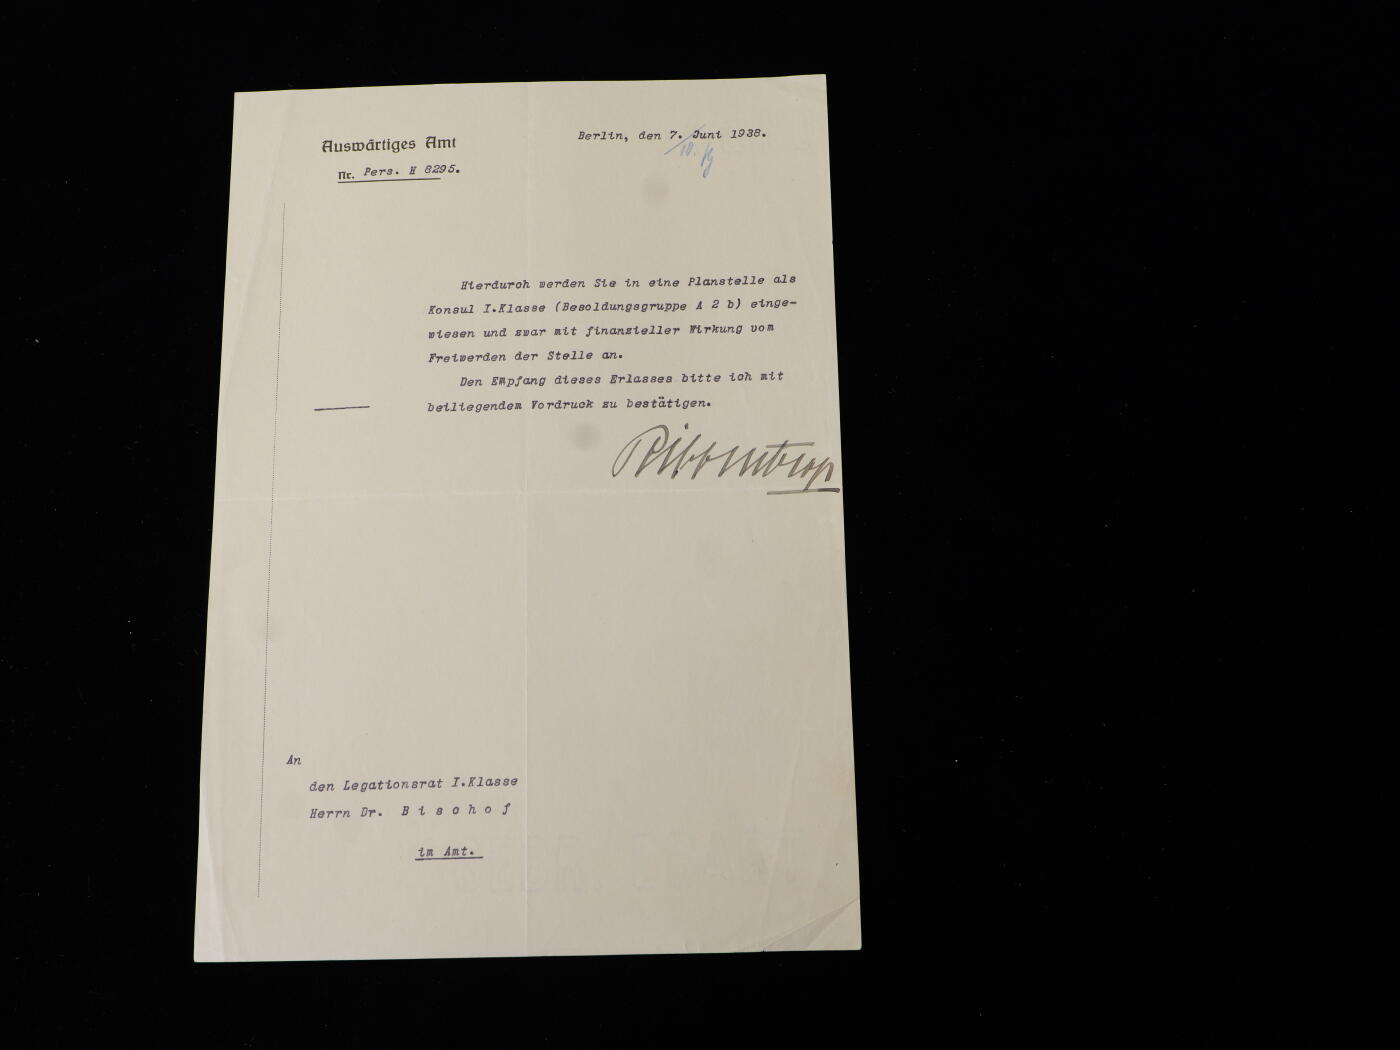 Auswärtiges Amt
Nr. Pers. H 8295.
Berlin, den 7. Juni 1938.
10.
Hierdurch werden Sie in eine Planstelle als
Konsul I.Klasse (Besoldungsgruppe A 2 b) einge-
wiesen und zwar mit finanzieller Wirkung vom
Freiwerden der Stelle an.
Den Empfang dieses Erlasses bitte ich mit
beiliegendem Vordruck zu bestätigen.
Ribbentrop
An
den Legationsrat I.Klasse
Herrn Dr. B i s c h o f
im Amt.